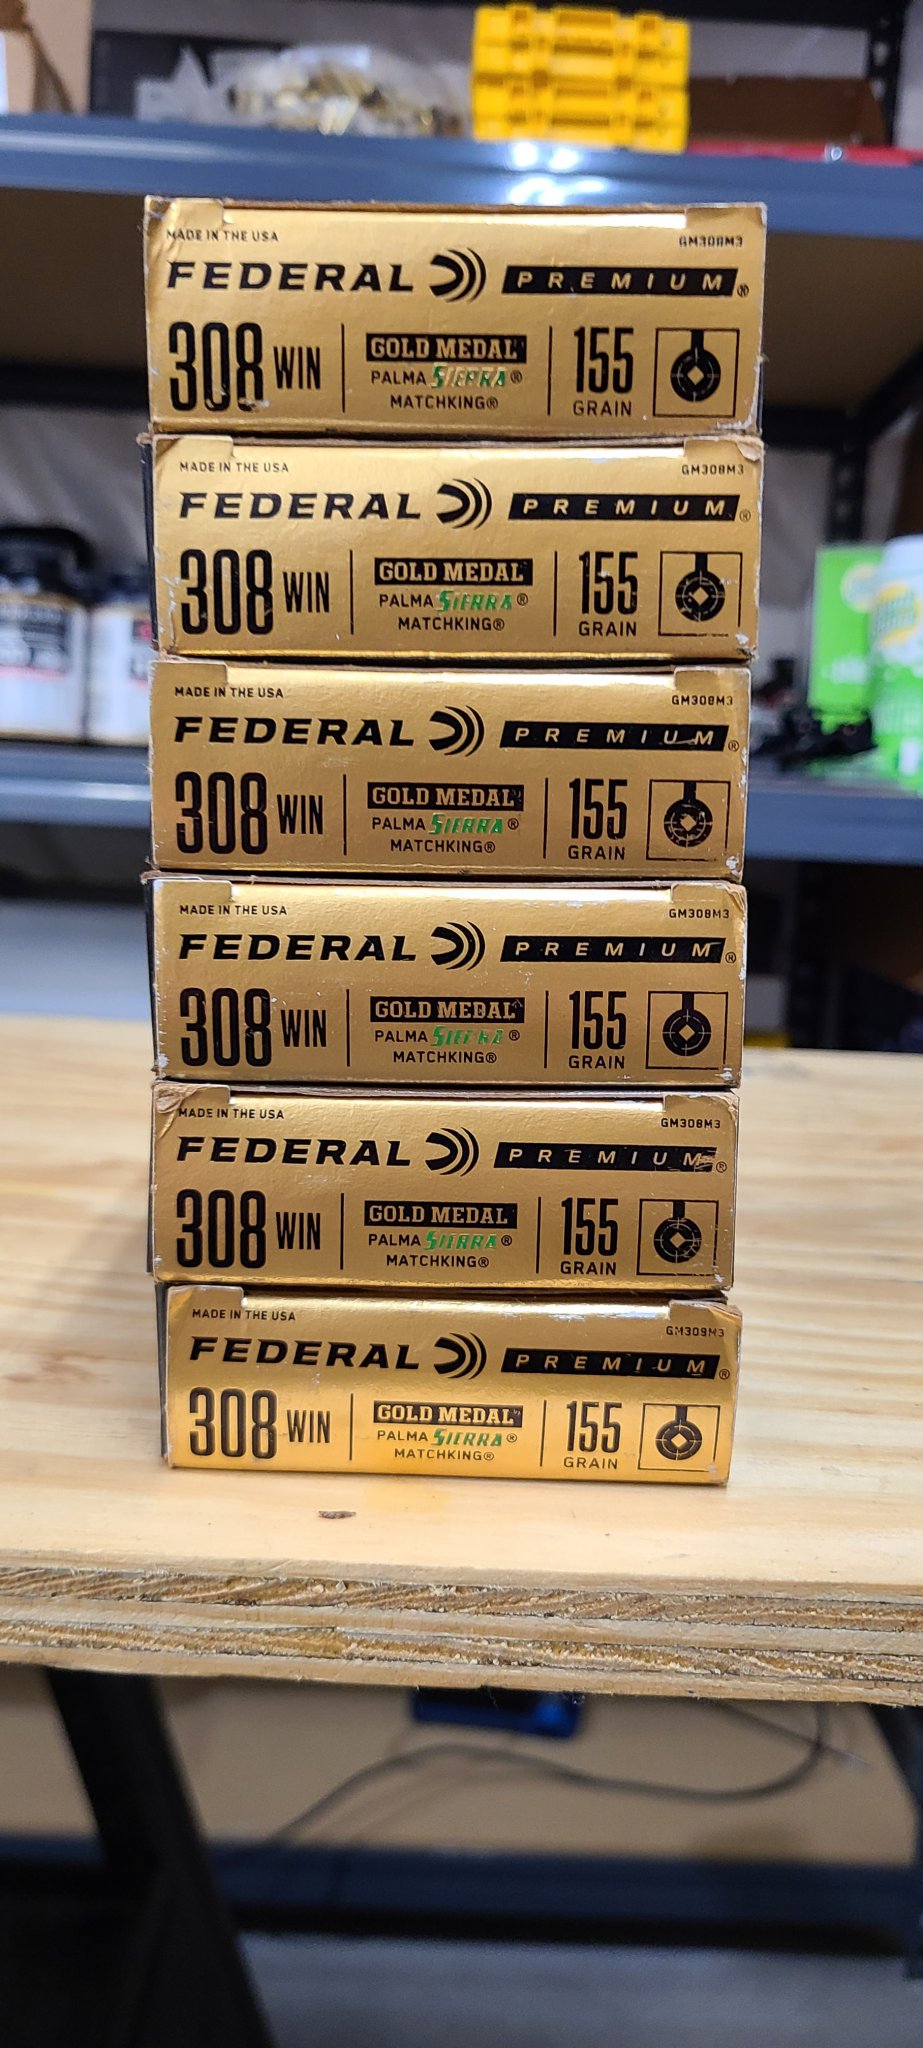 MADE IN THE USA GM308M3
FEDERAL PREMIUM®
308 WIN GOLD MEDAL 155
PALMA SIERRA® GRAIN
MATCHKING®
MADE IN THE USA GM308M3
FEDERAL PREMIUM®
308 WIN GOLD MEDAL 155
PALMA SIERRA® GRAIN
MATCHKING®
MADE IN THE USA GM308M3
FEDERAL PREMIUM®
308 WIN GOLD MEDAL 155
PALMA SIERRA® GRAIN
MATCHKING®
MADE IN THE USA GM308M3
FEDERAL PREMIUM®
308 WIN GOLD MEDAL 155
PALMA SIERRA® GRAIN
MATCHKING®
MADE IN THE USA GM308M3
FEDERAL PREMIUM®
308 WIN GOLD MEDAL 155
PALMA SIERRA® GRAIN
MATCHKING®
MADE IN THE USA GM308M3
FEDERAL PREMIUM®
308 WIN GOLD MEDAL 155
PALMA SIERRA® GRAIN
MATCHKING®